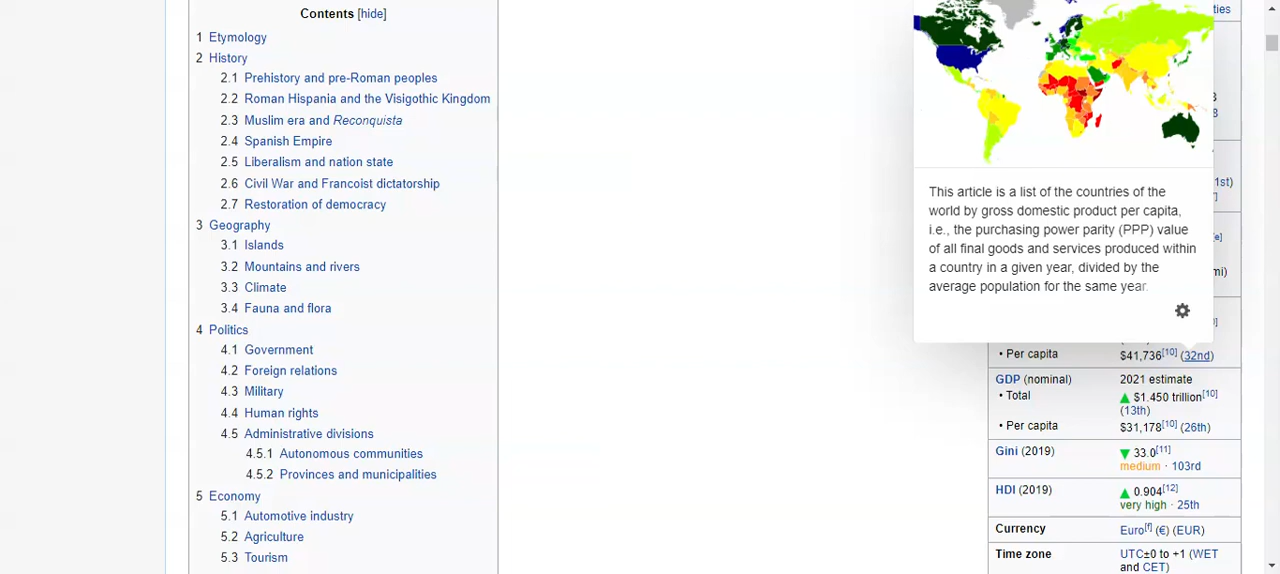 Contents [hide]
1 Etymology
2 History
2.1 Prehistory and pre-Roman peoples
2.2 Roman Hispania and the Visigothic Kingdom
2.3 Muslim era and Reconquista
2.4 Spanish Empire
2.5 Liberalism and nation state
2.6 Civil War and Francoist dictatorship
2.7 Restoration of democracy
3 Geography
3.1 Islands
3.2 Mountains and rivers
3.3 Climate
3.4 Fauna and flora
4 Politics
4.1 Government
4.2 Foreign relations
4.3 Military
4.4 Human rights
4.5 Administrative divisions
4.5.1 Autonomous communities
4.5.2 Provinces and municipalities
5 Economy
5.1 Automotive industry
5.2 Agriculture
5.3 Tourism
This article is a list of the countries of the
world by gross domestic product per capita,
i.e., the purchasing power parity (PPP) value
of all final goods and services produced within
a country in a given year, divided by the
average population for the same year.
ties
3
8
1st)
]
[e]
mi)
]
• Per capita $41,736[10] (32nd)
GDP (nominal) 2021 estimate
• Total ▲ $1.450 trillion[10]
(13th)
• Per capita $31,178[10] (26th)
Gini (2019) ▼ 33.0[11]
medium · 103rd
HDI (2019) ▲ 0.904[12]
very high · 25th
Currency Euro[f] (€) (EUR)
Time zone UTC±0 to +1 (WET
and CET)